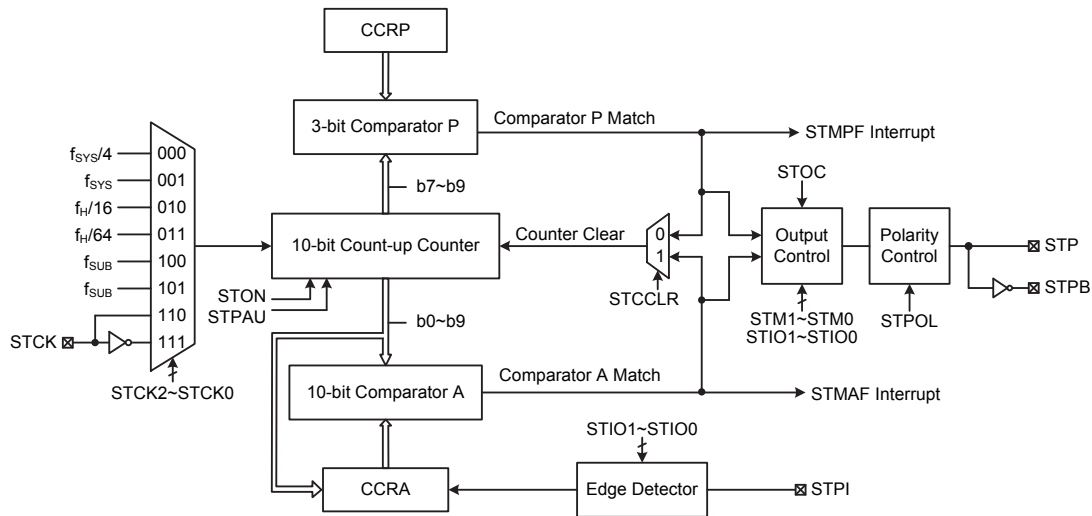 CCRP
3-bit Comparator P
Comparator P Match
STMPF Interrupt
b7~b9
fSYS/4
000
fSYS
001
fH/16
010
fH/64
011
fSUB
100
fSUB
101
110
111
STCK
STCK2~STCK0
10-bit Count-up Counter
STON
STPAU
Counter Clear
0
1
STCCLR
STOC
Output
Control
STM1~STM0
STIO1~STIO0
Polarity
Control
STPOL
STP
STPB
b0~b9
10-bit Comparator A
Comparator A Match
STMAF Interrupt
STIO1~STIO0
CCRA
Edge Detector
STPI